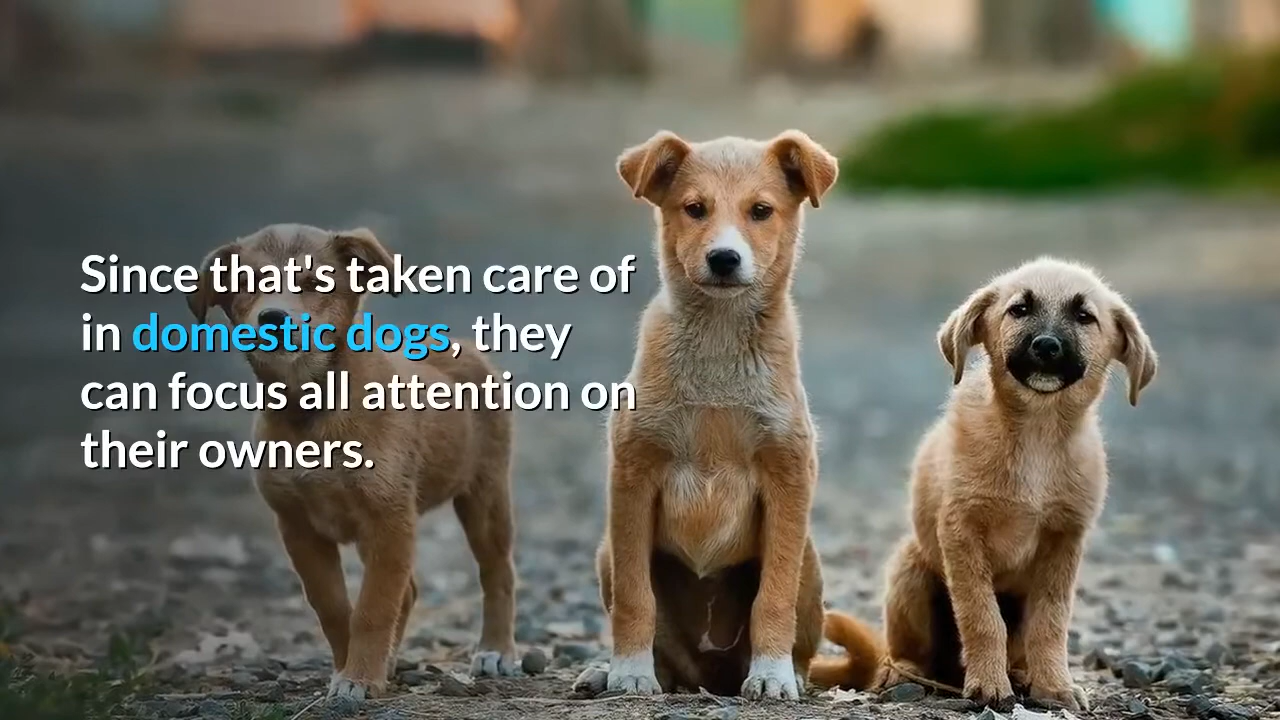 Since that's taken care of
in domestic dogs, they
can focus all attention on
their owners.